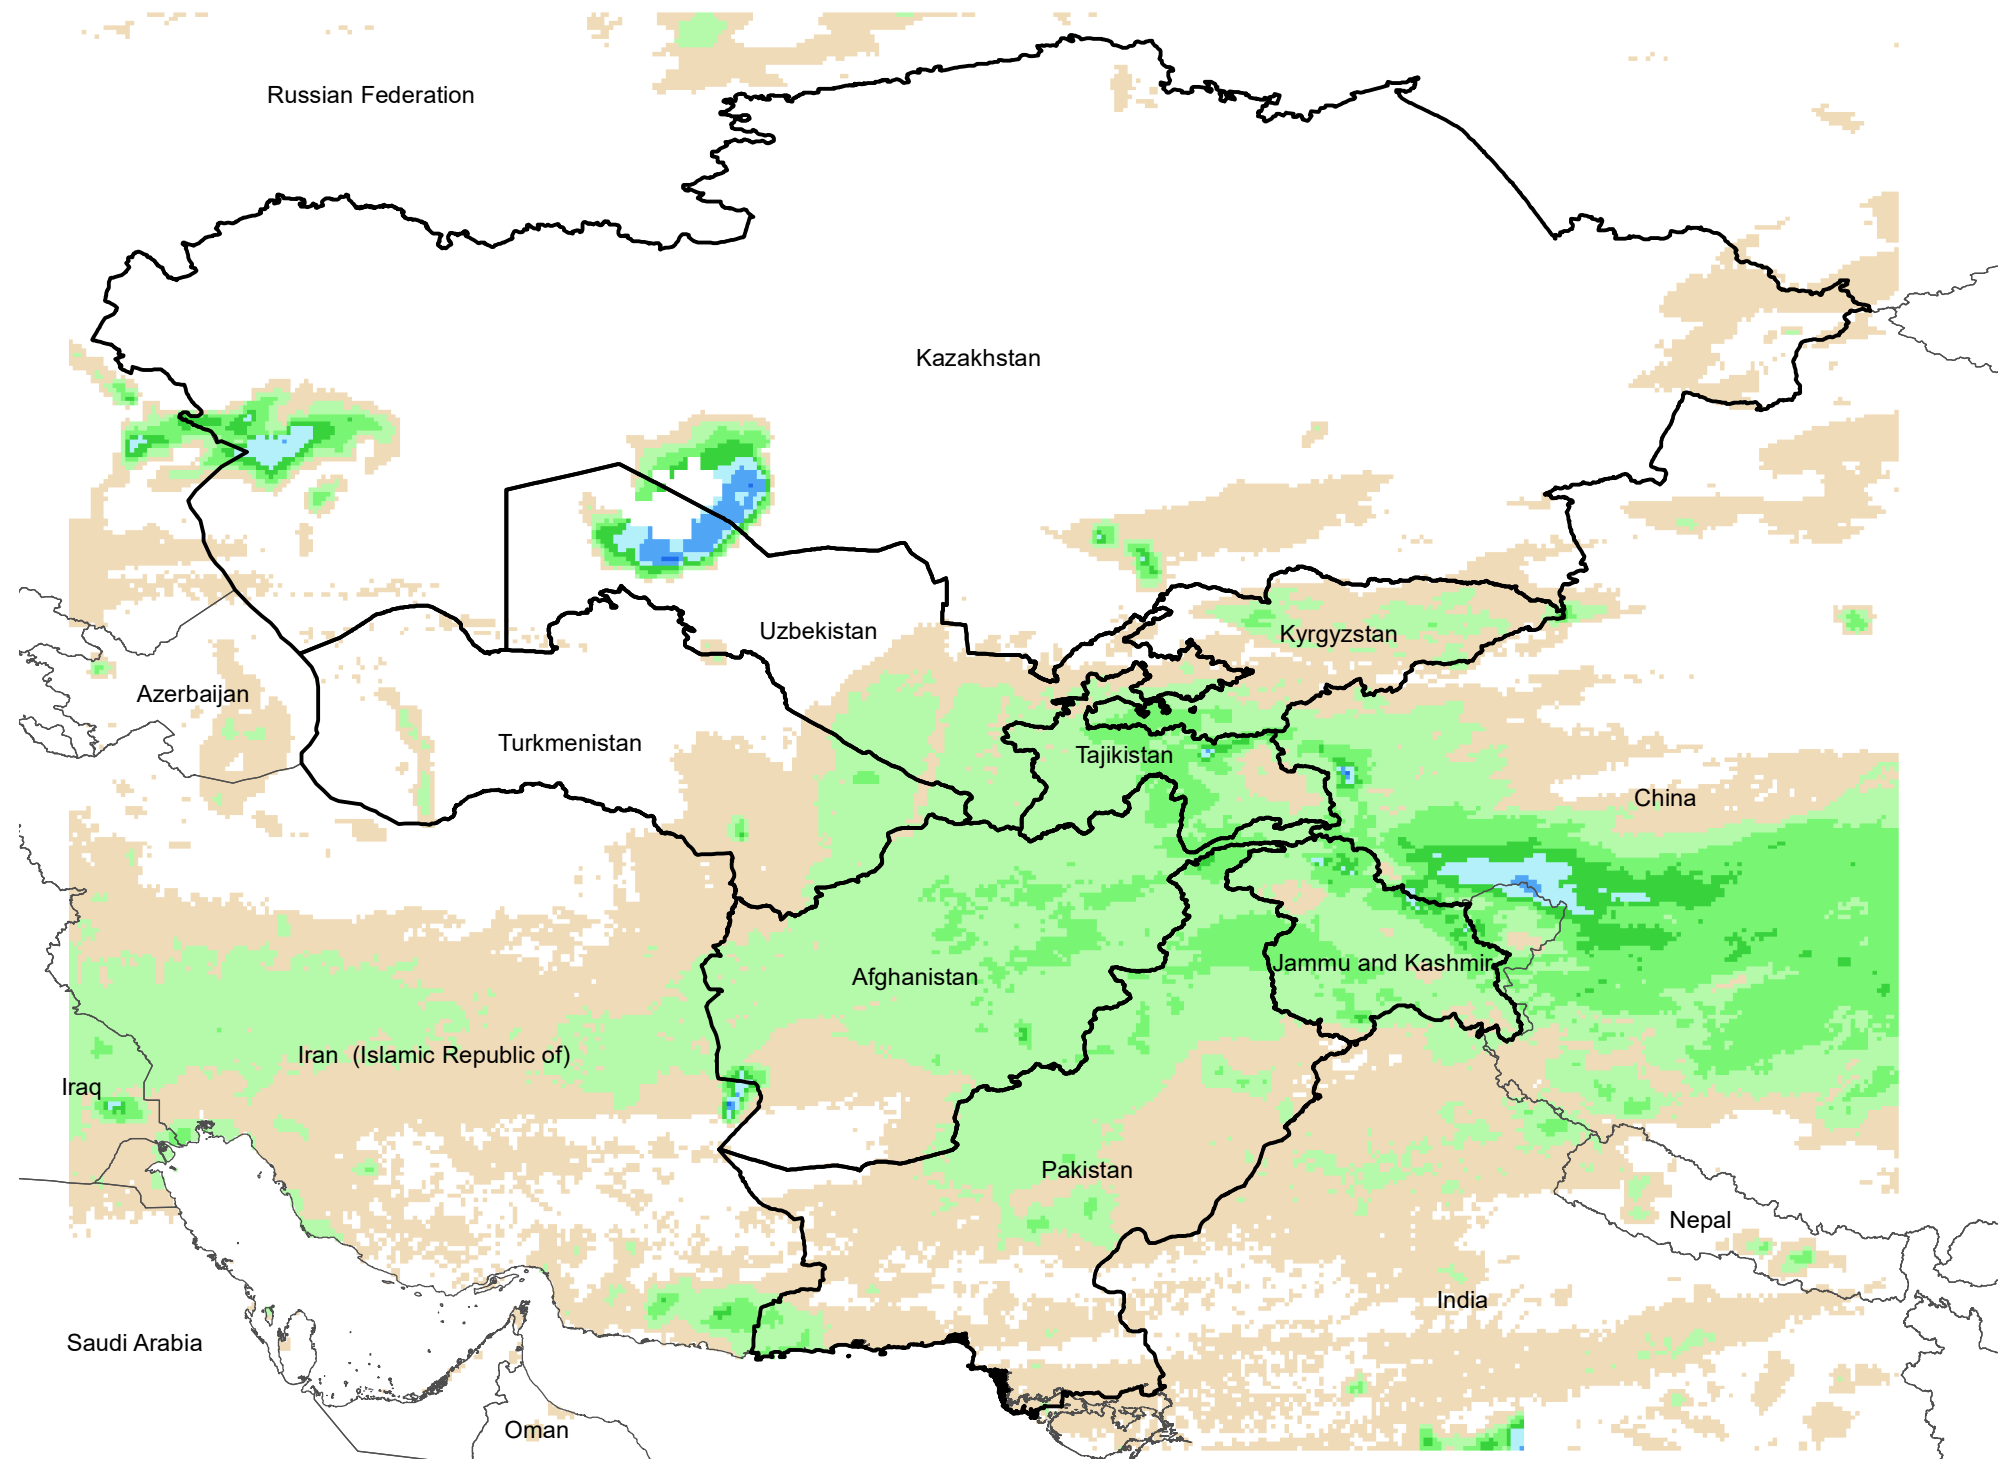 Russian Federation
Kazakhstan
Uzbekistan
Kyrgyzstan
Azerbaijan
Turkmenistan
Tajikistan
China
Jammu and Kashmir
Afghanistan
Iran  (Islamic Republic of)
Iraq
Pakistan
Nepal
India
Saudi Arabia
Oman